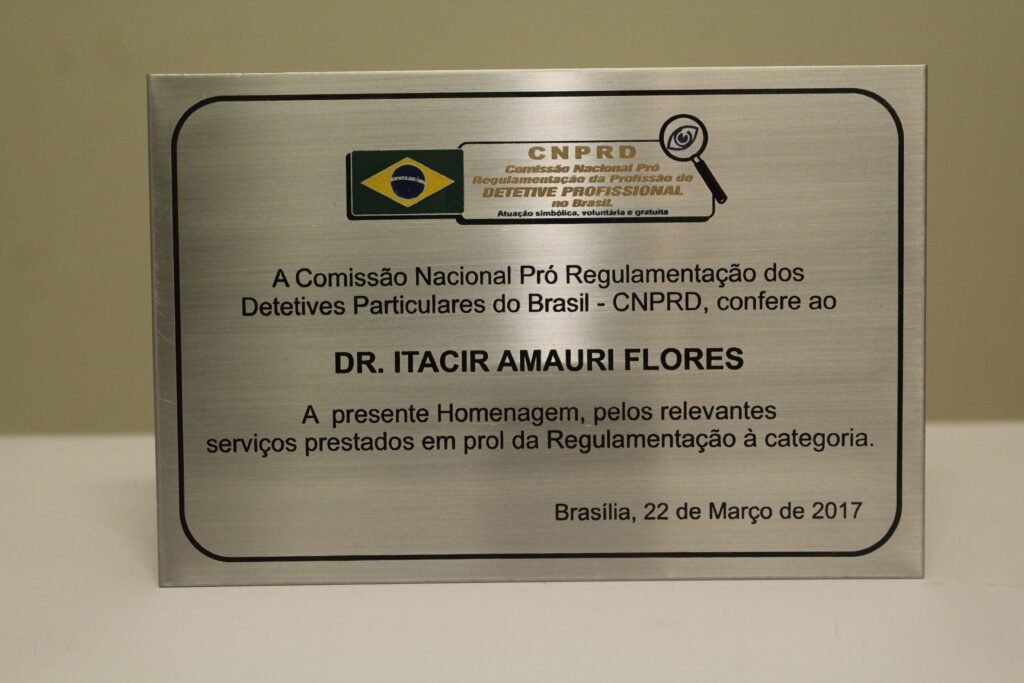 CNPRD
Comissão Nacional Pró
Regulamentação da Profissão de
DETETIVE PROFISSIONAL
no Brasil.
Atuação simbólica, voluntária e gratuita
A Comissão Nacional Pró Regulamentação dos
Detetives Particulares do Brasil - CNPRD, confere ao
DR. ITACIR AMAURI FLORES
A presente Homenagem, pelos relevantes
serviços prestados em prol da Regulamentação à categoria.
Brasília, 22 de Março de 2017